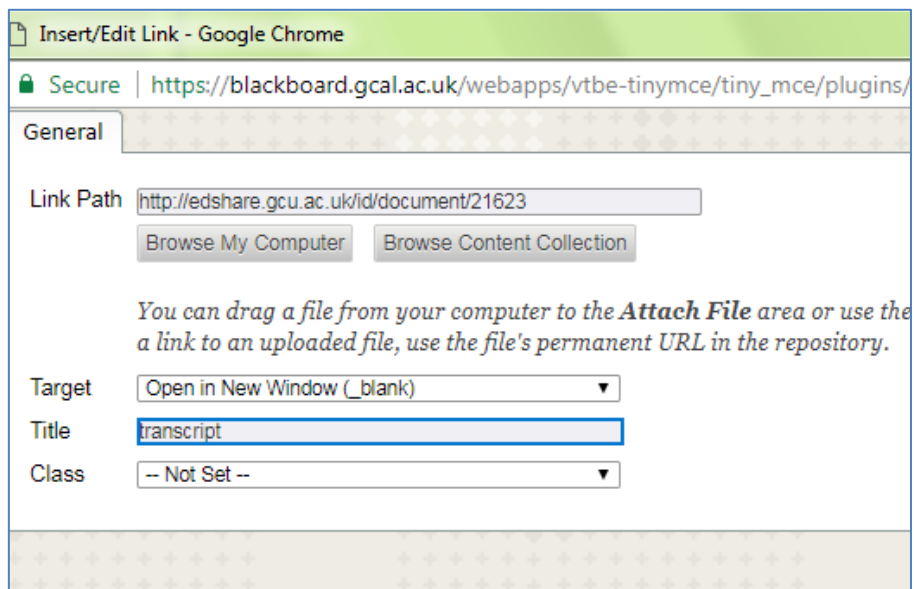 Insert/Edit Link - Google Chrome
Secure | https://blackboard.gcal.ac.uk/webapps/vtbe-tinymce/tiny_mce/plugins/
General
Link Path http://edshare.gcu.ac.uk/id/document/21623
Browse My Computer Browse Content Collection
You can drag a file from your computer to the Attach File area or use the
a link to an uploaded file, use the file's permanent URL in the repository.
Target Open in New Window (_blank)
Title transcript
Class -- Not Set --